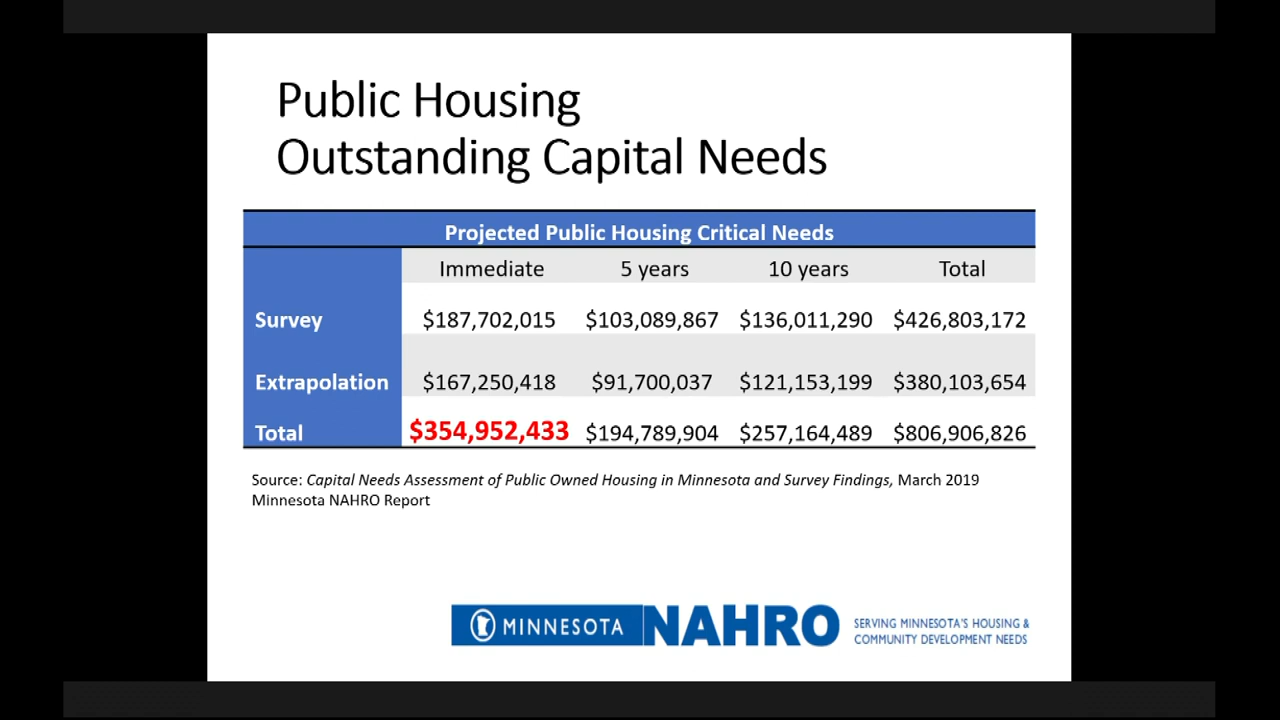 Public Housing
Outstanding Capital Needs
Projected Public Housing Critical Needs
Immediate 5 years 10 years Total
Survey $187,702,015 $103,089,867 $136,011,290 $426,803,172
Extrapolation $167,250,418 $91,700,037 $121,153,199 $380,103,654
Total $354,952,433 $194,789,904 $257,164,489 $806,906,826
Source: Capital Needs Assessment of Public Owned Housing in Minnesota and Survey Findings, March 2019
Minnesota NAHRO Report
MINNESOTA NAHRO
SERVING MINNESOTA'S HOUSING &
COMMUNITY DEVELOPMENT NEEDS